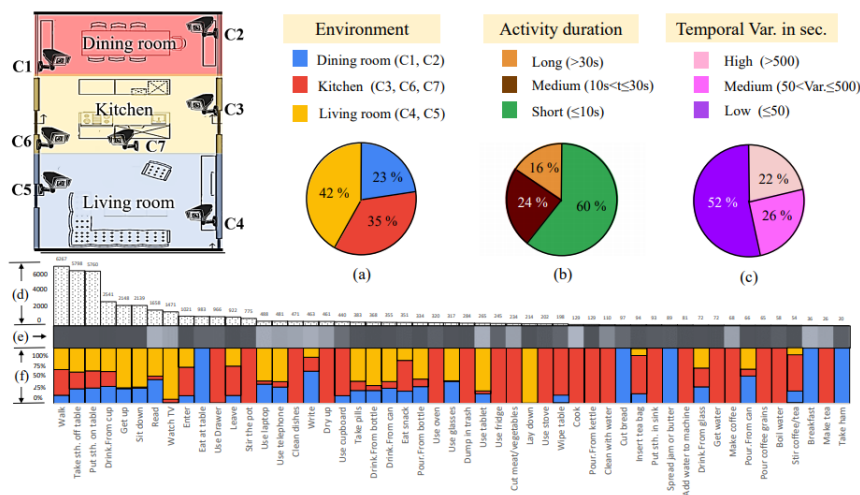 Dining room
C1
C2
Kitchen
C3
C6
C7
C5
Living room
C4
Environment
Dining room (C1, C2)
Kitchen (C3, C6, C7)
Living room (C4, C5)
23 %
35 %
42 %
(a)
Activity duration
Long (>30s)
Medium (10s<t≤30s)
Short (≤10s)
16 %
24 %
60 %
(b)
Temporal Var. in sec.
High (>500)
Medium (50<Var.≤500)
Low (≤50)
22 %
26 %
52 %
(c)
(d)
6000
4000
2000
0
(e)
(f)
100%
75%
50%
25%
0%
Walk
Take sth. off table
Put sth. on table
Drink.From cup
Get up
Sit down
Read
Watch TV
Enter
Eat at table
Use Drawer
Leave
Stir the pot
Use laptop
Use telephone
Clean dishes
Write
Dry up
Use cupboard
Take pills
Drink.From bottle
Drink.From can
Eat snack
Pour.From bottle
Use oven
Use glasses
Dump in trash
Use tablet
Use fridge
Cut meat/vegetables
Lay down
Use stove
Wipe table
Cook
Pour.From kettle
Clean with water
Cut bread
Insert tea bag
Put sth. in sink
Spread jam or butter
Add water to machine
Drink.From glass
Get water
Make coffee
Pour.From can
Pour coffee grains
Boil water
Stir coffee/tea
Breakfast
Make tea
Take ham